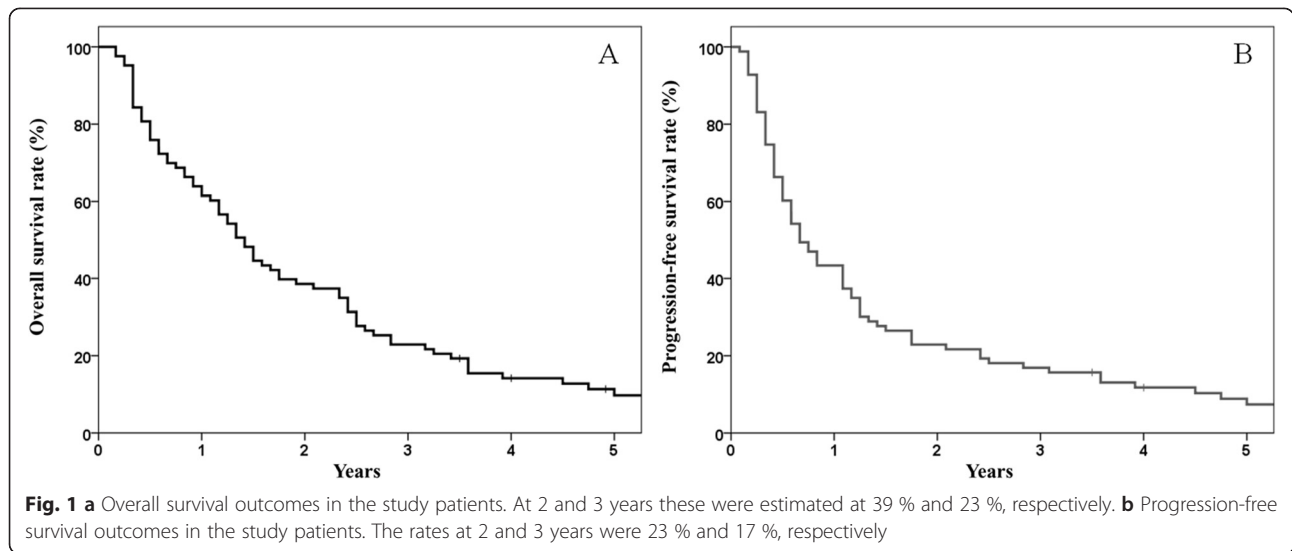 A
Overall survival rate (%)
100
80
60
40
20
0
0 1 2 3 4 5
Years
B
Progression-free survival rate (%)
100
80
60
40
20
0
0 1 2 3 4 5
Years
Fig. 1 a Overall survival outcomes in the study patients. At 2 and 3 years these were estimated at 39 % and 23 %, respectively. b Progression-free
survival outcomes in the study patients. The rates at 2 and 3 years were 23 % and 17 %, respectively